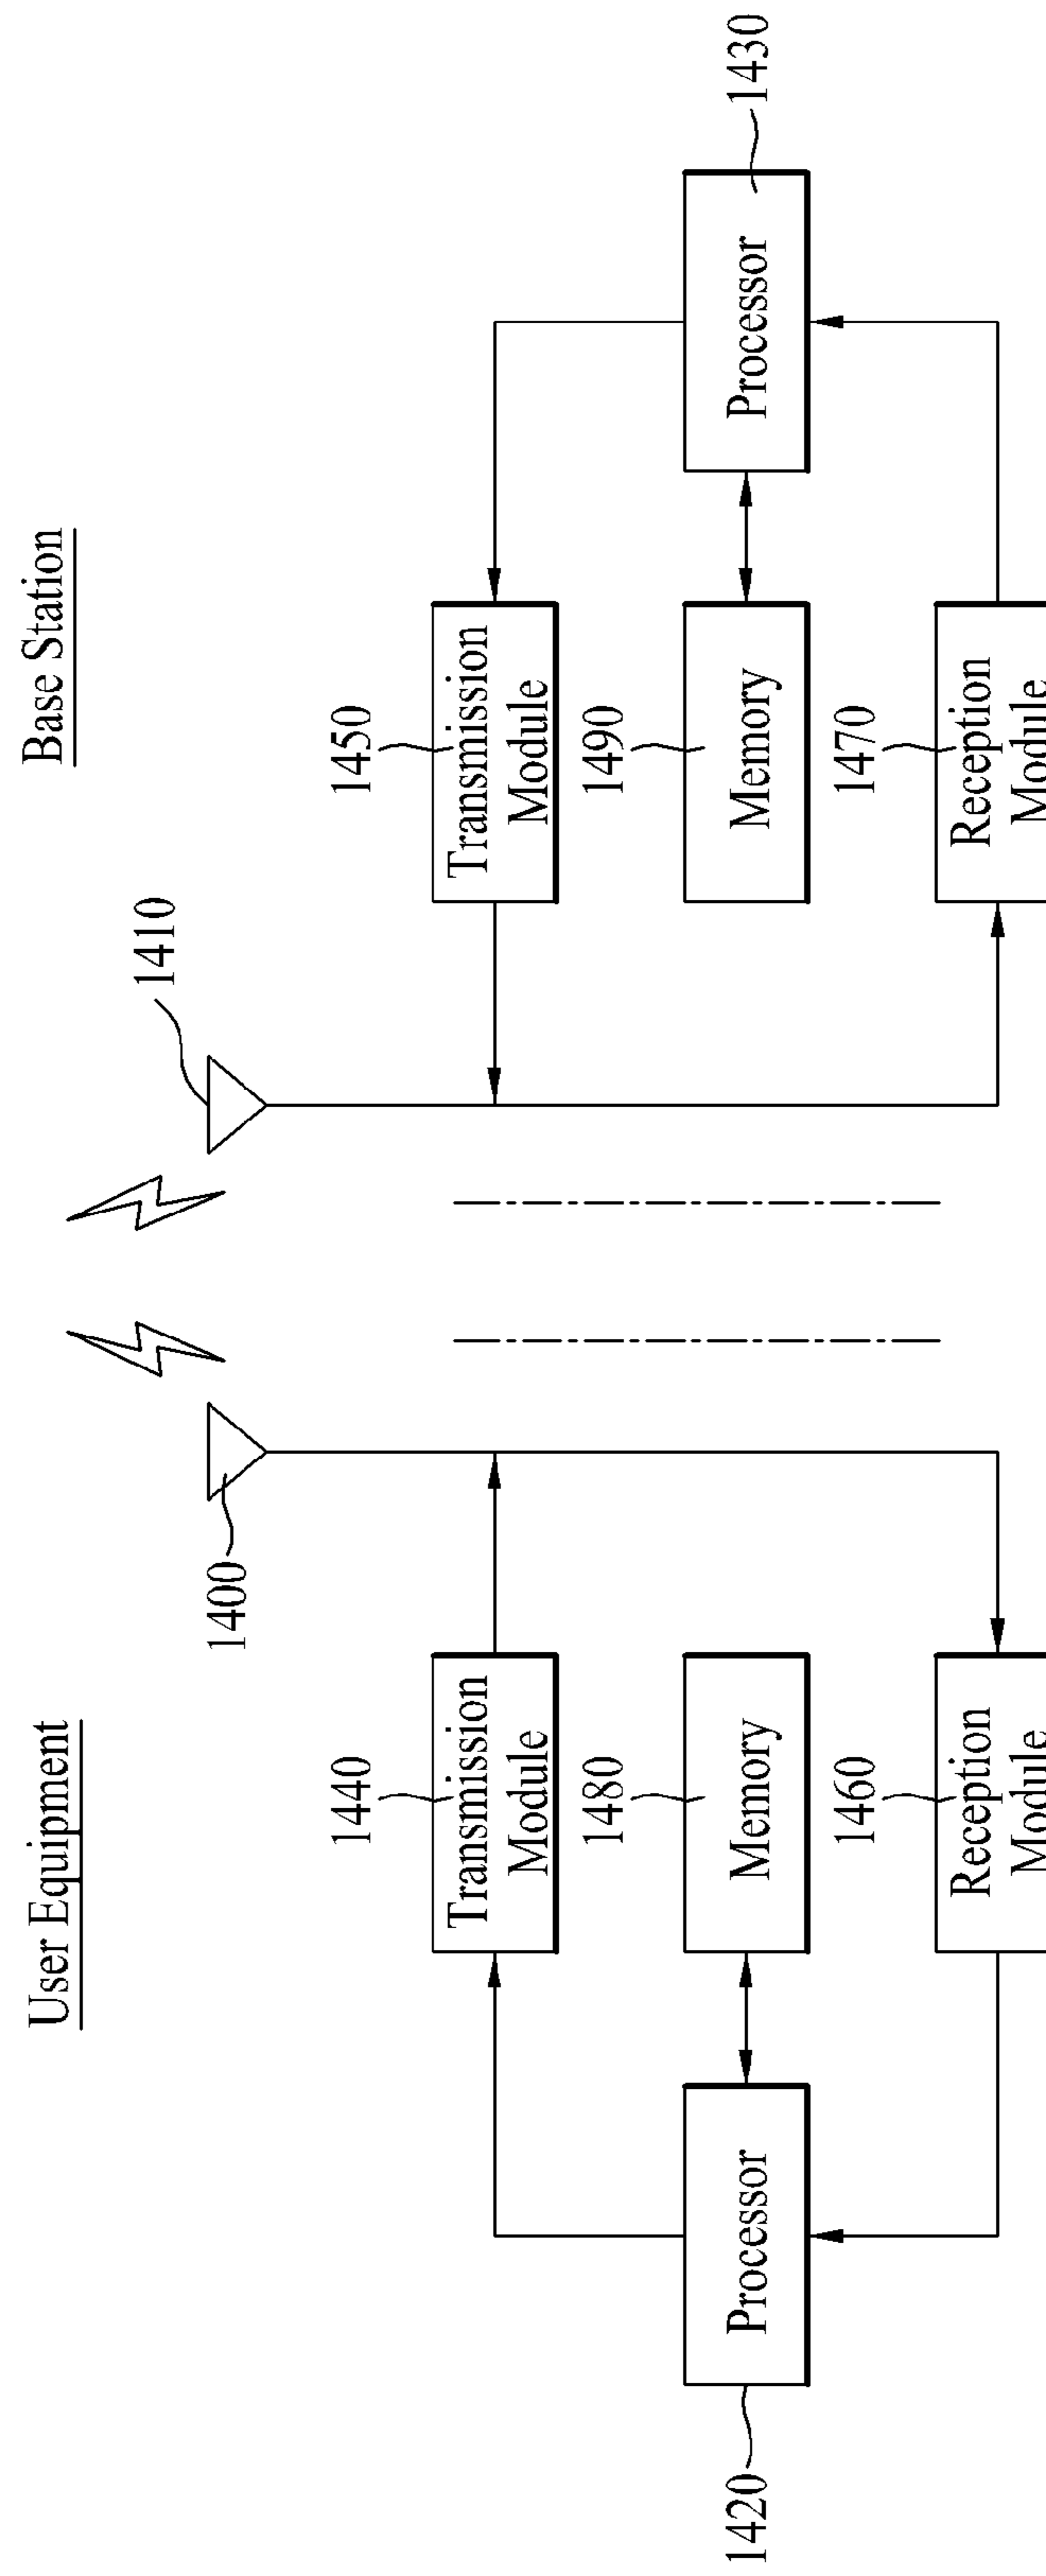 User Equipment
Base Station
1400
1410
1440
Transmission
Module
1450
Transmission
Module
1420
Processor
1480
Memory
1490
Memory
Processor
1430
1460
Reception
Module
1470
Reception
Module